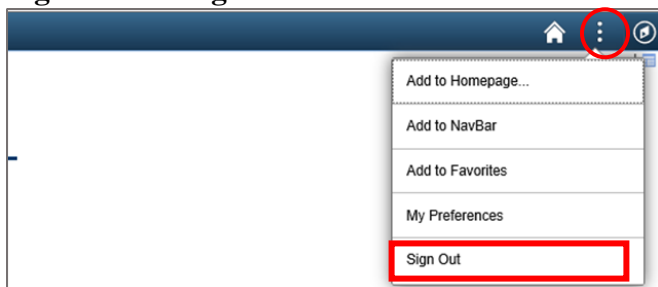 Add to Homepage...
Add to NavBar
Add to Favorites
My Preferences
Sign Out